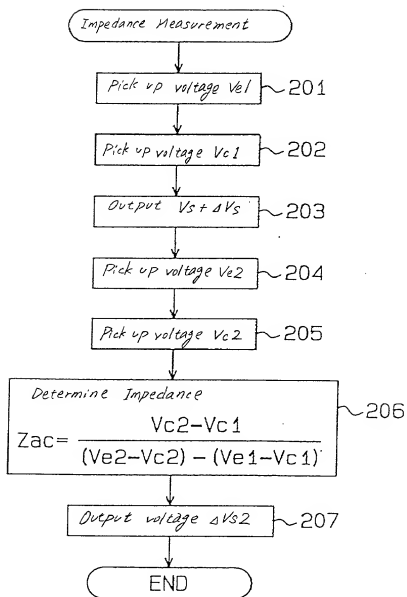 Impedance Measurement
Pick up voltage Ve1
201
Pick up voltage Vc1
202
Output Vs + ΔVs
203
Pick up voltage Ve2
204
Pick up voltage Vc2
205
Determine Impedance
206
Zac= Vc2-Vc1
(Ve2-Vc2) - (Ve1-Vc1)
Output voltage ΔVs2
207
END